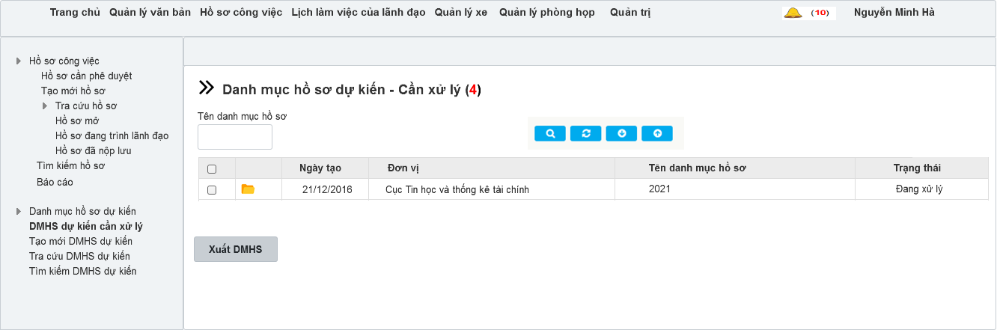 Trang chủ Quản lý văn bản Hồ sơ công việc Lịch làm việc của lãnh đạo Quản lý xe Quản lý phòng họp Quản trị (10) Nguyễn Minh Hà
Hồ sơ công việc
Hồ sơ cần phê duyệt
Tạo mới hồ sơ
Tra cứu hồ sơ
Hồ sơ mở
Hồ sơ đang trình lãnh đạo
Hồ sơ đã nộp lưu
Tìm kiếm hồ sơ
Báo cáo
Danh mục hồ sơ dự kiến
DMHS dự kiến cần xử lý
Tạo mới DMHS dự kiến
Tra cứu DMHS dự kiến
Tìm kiếm DMHS dự kiến
Danh mục hồ sơ dự kiến - Cần xử lý (4)
Tên danh mục hồ sơ
Ngày tạo Đơn vị Tên danh mục hồ sơ Trạng thái
21/12/2016 Cục Tin học và thống kê tài chính 2021 Đang xử lý
Xuất DMHS